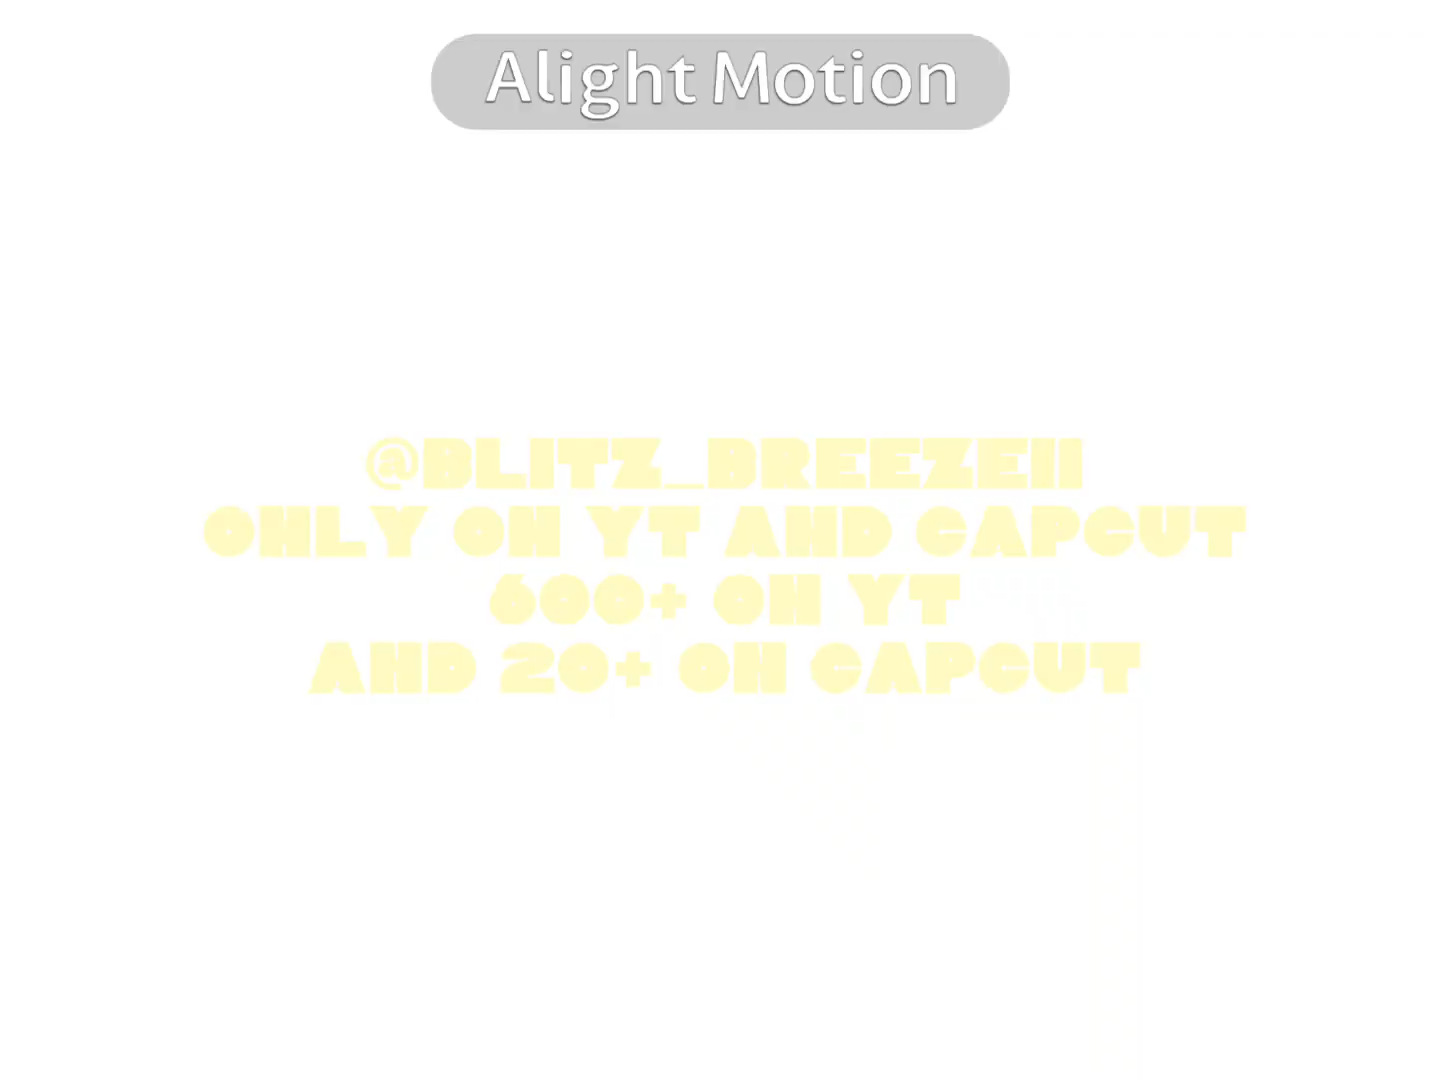 Alight Motion
@BLITZ_BREEZEII
ONLY ON YT AND CAPCUT
600+ ON YT
AND 20+ ON CAPCUT